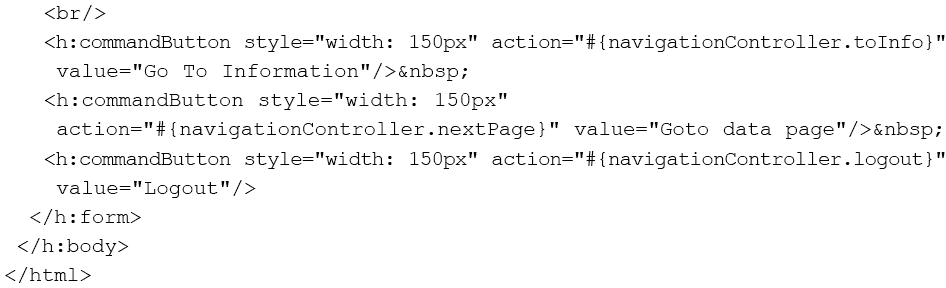 <br/>
<h:commandButton style="width: 150px" action="#{navigationController.toInfo}"
value="Go To Information"/>&nbsp;
<h:commandButton style="width: 150px"
action="#{navigationController.nextPage}" value="Goto data page"/>&nbsp;
<h:commandButton style="width: 150px" action="#{navigationController.logout}"
value="Logout"/>
</h:form>
</h:body>
</html>